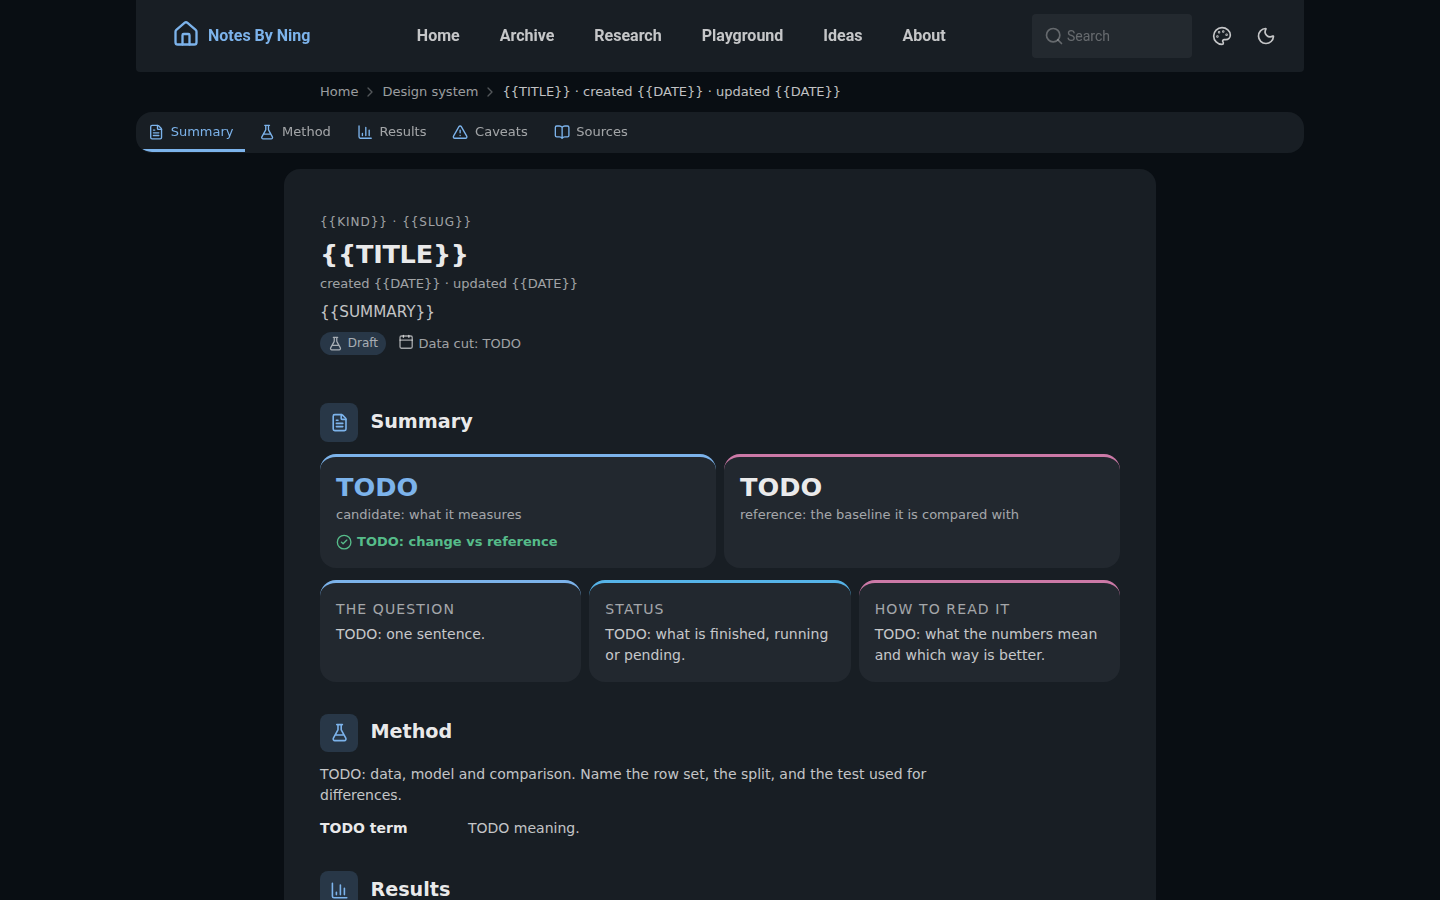 Notes By Ning
Home
Archive
Research
Playground
Ideas
About
Search
Home > Design system > {{TITLE}} · created {{DATE}} · updated {{DATE}}
Summary
Method
Results
Caveats
Sources
{{KIND}} · {{SLUG}}
{{TITLE}}
created {{DATE}} · updated {{DATE}}
{{SUMMARY}}
Draft
Data cut: TODO
Summary
TODO
candidate: what it measures
TODO: change vs reference
TODO
reference: the baseline it is compared with
THE QUESTION
TODO: one sentence.
STATUS
TODO: what is finished, running
or pending.
HOW TO READ IT
TODO: what the numbers mean
and which way is better.
Method
TODO: data, model and comparison. Name the row set, the split, and the test used for
differences.
TODO term
TODO meaning.
Results